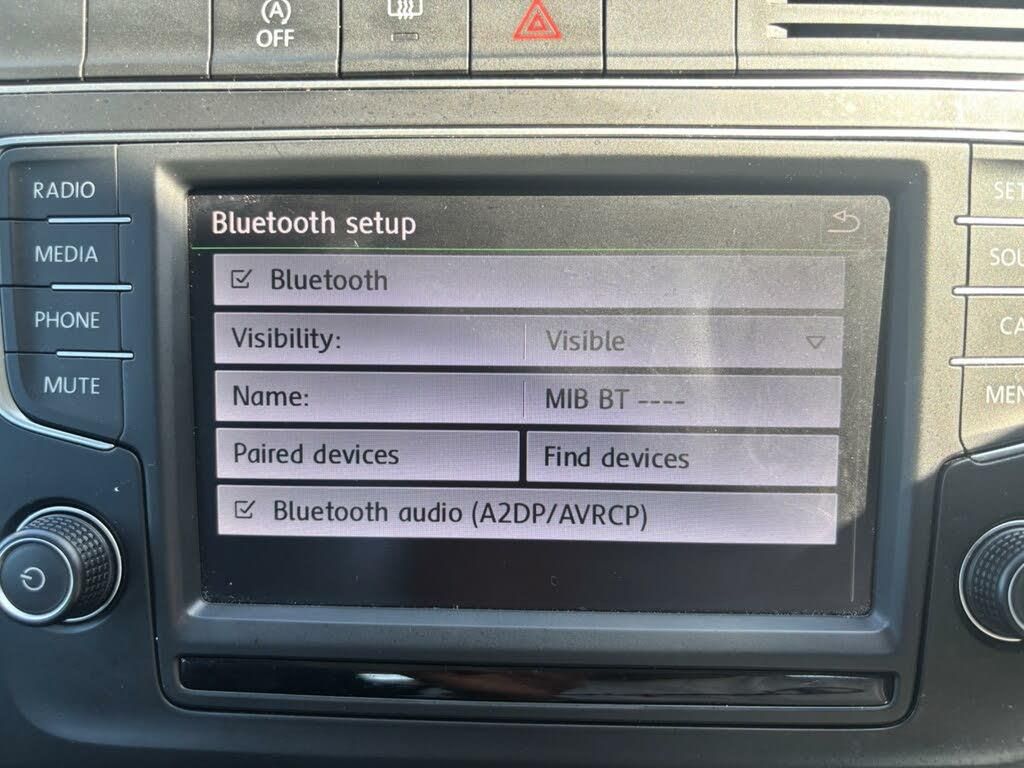 A
OFF
RADIO
MEDIA
PHONE
MUTE
Bluetooth setup
Bluetooth
Visibility: Visible
Name: MIB BT ----
Paired devices Find devices
Bluetooth audio (A2DP/AVRCP)